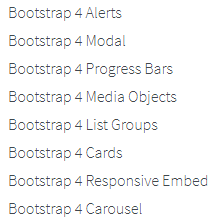 Bootstrap 4 Alerts
Bootstrap 4 Modal
Bootstrap 4 Progress Bars
Bootstrap 4 Media Objects
Bootstrap 4 List Groups
Bootstrap 4 Cards
Bootstrap 4 Responsive Embed
Bootstrap 4 Carousel